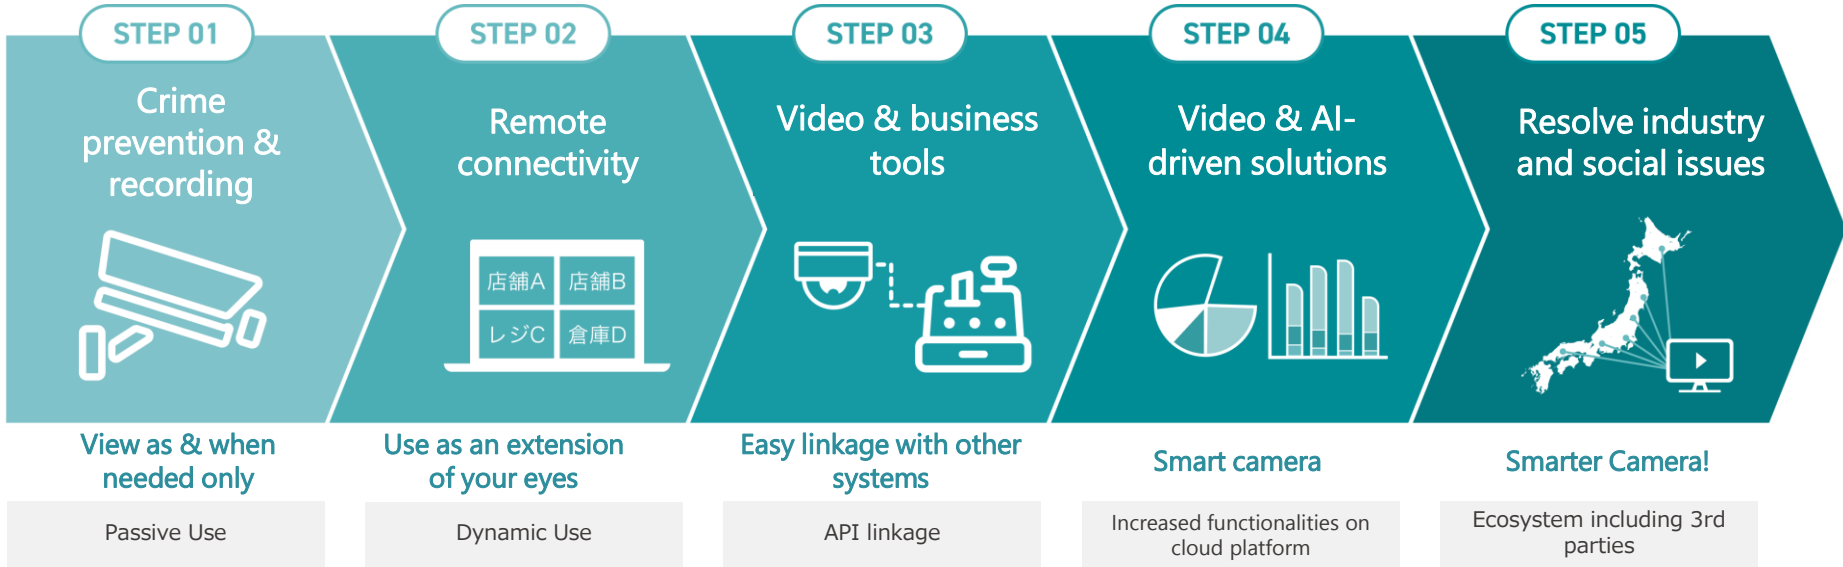 STEP 01
Crime
prevention &
recording
View as & when
needed only
Passive Use
STEP 02
Remote
connectivity
店舗A
店舗B
レジC
倉庫D
Use as an extension
of your eyes
Dynamic Use
STEP 03
Video & business
tools
Easy linkage with other
systems
API linkage
STEP 04
Video & AI-
driven solutions
Smart camera
Increased functionalities on
cloud platform
STEP 05
Resolve industry
and social issues
Smarter Camera!
Ecosystem including 3rd
parties